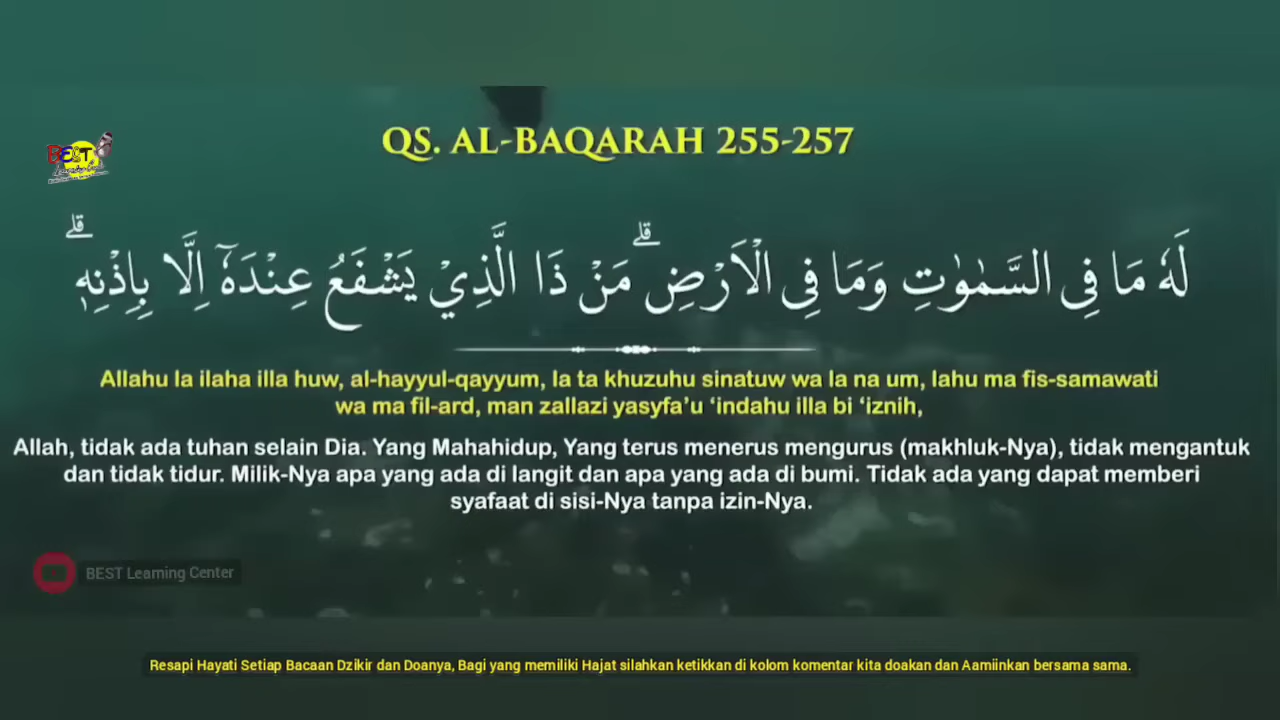 BEST
QS. AL-BAQARAH 255-257
لَهٗ مَا فِى السَّمٰوٰتِ وَمَا فِى الْاَرْضِۗ مَنْ ذَا الَّذِيْ يَشْفَعُ عِنْدَهٗٓ اِلَّا بِاِذْنِهٖۗ
Allahu la ilaha illa huw, al-hayyul-qayyum, la ta khuzuhu sinatuw wa la na um, lahu ma fis-samawati
wa ma fil-ard, man zallazi yasyfa’u ‘indahu illa bi ‘iznih,
Allah, tidak ada tuhan selain Dia. Yang Mahahidup, Yang terus menerus mengurus (makhluk-Nya), tidak mengantuk
dan tidak tidur. Milik-Nya apa yang ada di langit dan apa yang ada di bumi. Tidak ada yang dapat memberi
syafaat di sisi-Nya tanpa izin-Nya.
BEST Learning Center
Resapi Hayati Setiap Bacaan Dzikir dan Doanya, Bagi yang memiliki Hajat silahkan ketikkan di kolom komentar kita doakan dan Aamiinkan bersama sama.